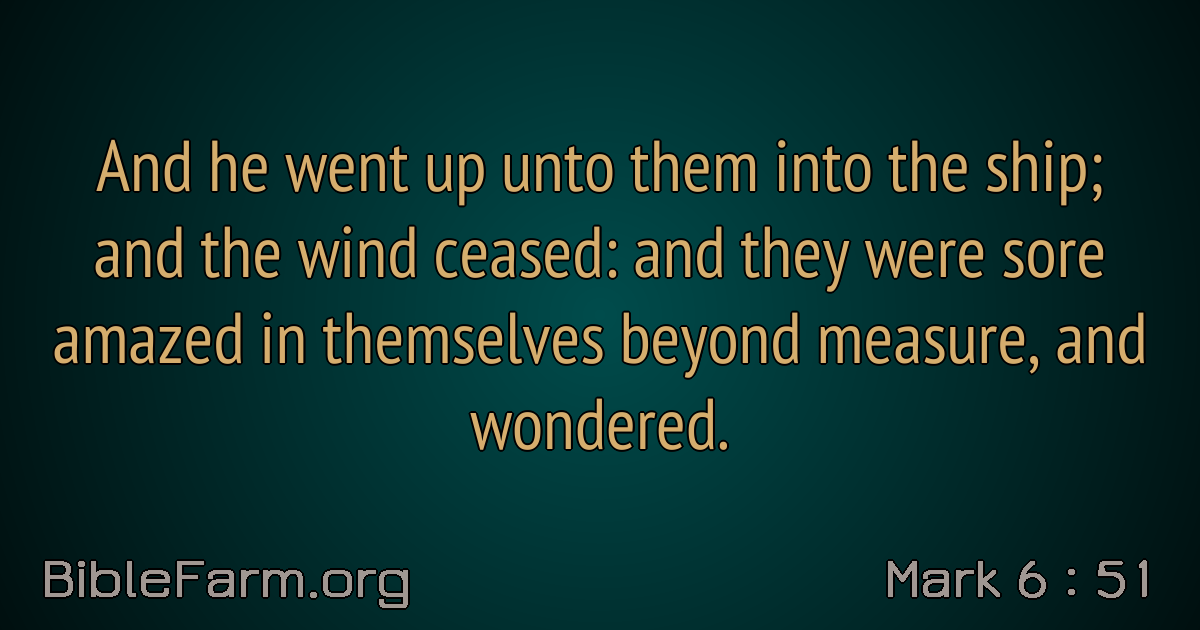 And he went up unto them into the ship;
and the wind ceased: and they were sore
amazed in themselves beyond measure, and
wondered.
BibleFarm.org
Mark 6 : 51